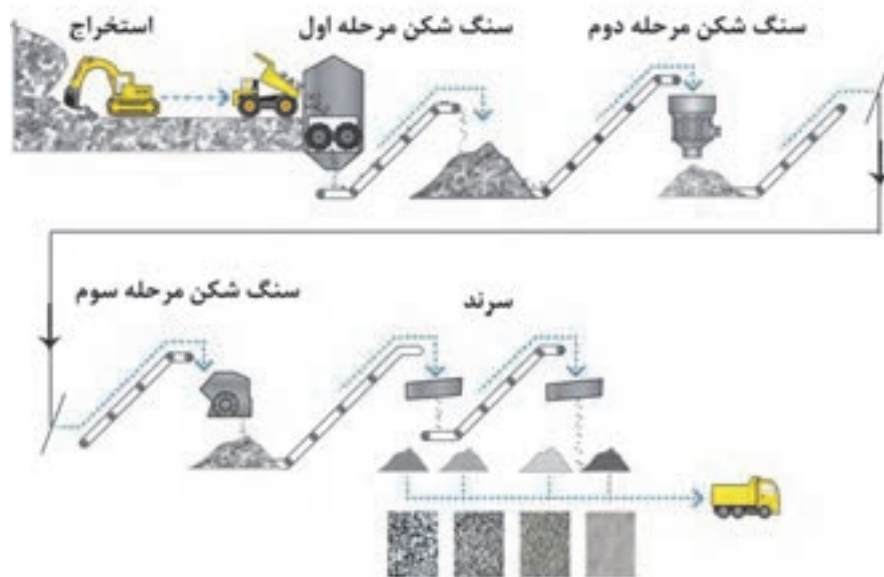 استخراج
سنگ شکن مرحله اول
سنگ شکن مرحله دوم
سنگ شکن مرحله سوم
سرند